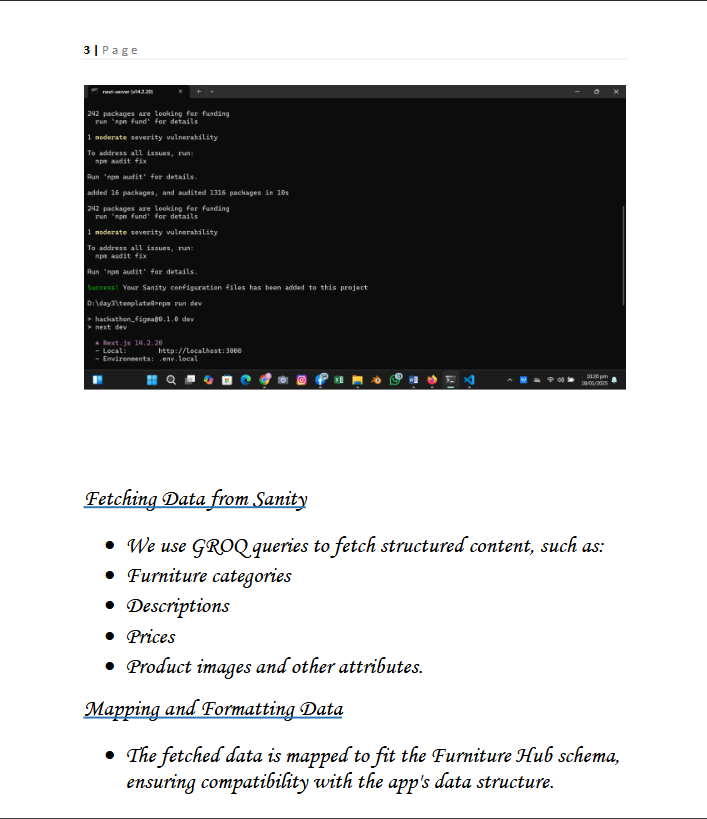 3 | Page
next-server (v14.2.20)
242 packages are looking for funding
run `npm fund` for details
1 moderate severity vulnerability
To address all issues, run:
npm audit fix
Run `npm audit` for details.
added 16 packages, and audited 1316 packages in 10s
242 packages are looking for funding
run `npm fund` for details
1 moderate severity vulnerability
To address all issues, run:
npm audit fix
Run `npm audit` for details.
Success! Your Sanity configuration files has been added to this project
D:\day3\template0>npm run dev
> hackathon_figma@0.1.0 dev
> next dev
▲ Next.js 14.2.20
- Local: http://localhost:3000
- Environments: .env.local
10:20 pm
18/01/2025
Fetching Data from Sanity
• We use GROQ queries to fetch structured content, such as:
• Furniture categories
• Descriptions
• Prices
• Product images and other attributes.
Mapping and Formatting Data
• The fetched data is mapped to fit the Furniture Hub schema,
ensuring compatibility with the app's data structure.